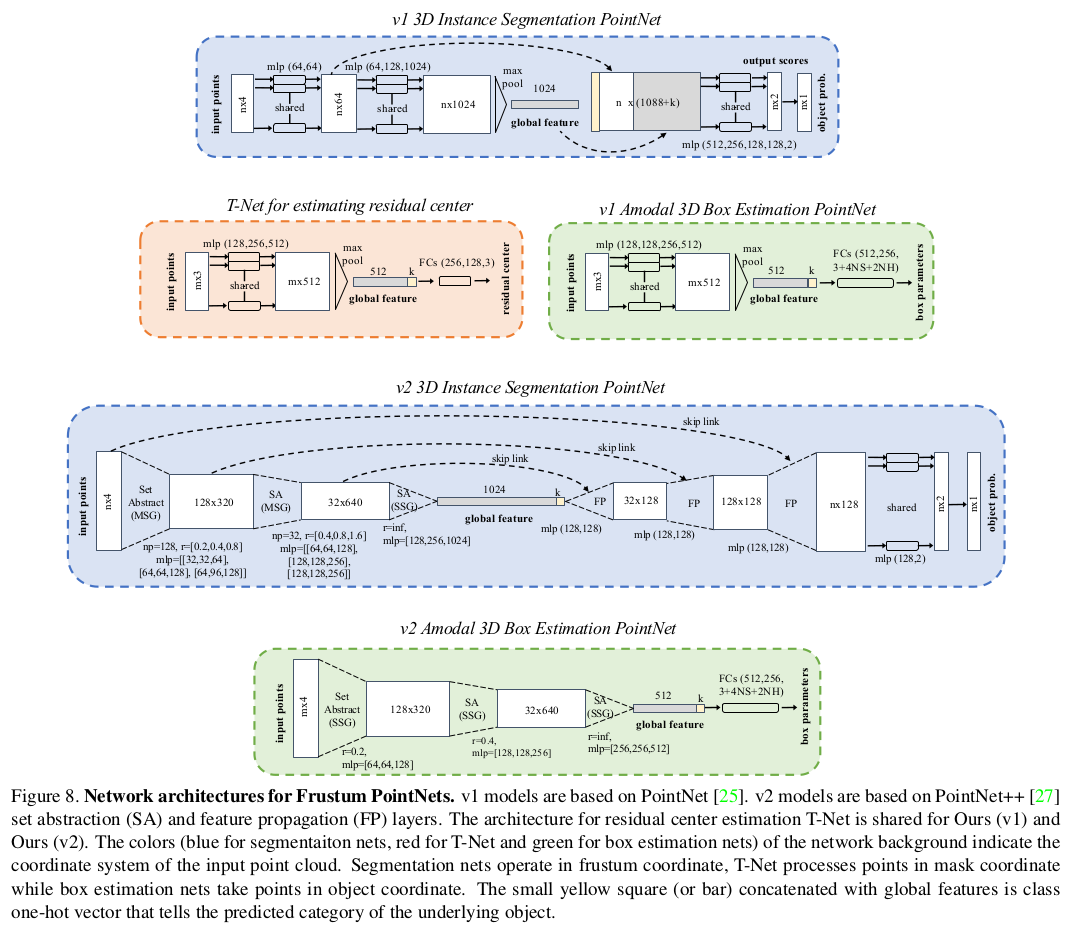 v1 3D Instance Segmentation PointNet
input points
nx4
mlp (64,64)
shared
nx64
mlp (64,128,1024)
shared
nx1024
max
pool
1024
global feature
n x (1088+k)
output scores
shared
mlp (512,256,128,128,2)
nx2
nx1
object prob.
T-Net for estimating residual center
input points
mx3
mlp (128,256,512)
shared
mx512
max
pool
512 k
global feature
FCs (256,128,3)
residual center
v1 Amodal 3D Box Estimation PointNet
input points
mx3
mlp (128,128,256,512)
shared
mx512
max
pool
512 k
global feature
FCs (512,256,
3+4NS+2NH)
box parameters
v2 3D Instance Segmentation PointNet
input points
nx4
Set
Abstract
(MSG)
np=128, r=[0.2,0.4,0.8]
mlp=[[32,32,64],
[64,64,128], [64,96,128]]
128x320
SA
(MSG)
np=32, r=[0.4,0.8,1.6]
mlp=[[64,64,128],
[128,128,256],
[128,128,256]]
32x640
SA
(SSG)
r=inf,
mlp=[128,256,1024]
1024 k
global feature
skip link
skip link
skip link
FP
mlp (128,128)
32x128
FP
mlp (128,128)
128x128
FP
mlp (128,128)
nx128
shared
mlp (128,2)
nx2
nx1
object prob.
v2 Amodal 3D Box Estimation PointNet
input points
mx4
Set
Abstract
(SSG)
r=0.2,
mlp=[64,64,128]
128x320
SA
(SSG)
r=0.4,
mlp=[128,128,256]
32x640
SA
(SSG)
r=inf,
mlp=[256,256,512]
512 k
global feature
FCs (512,256,
3+4NS+2NH)
box parameters
Figure 8. Network architectures for Frustum PointNets. v1 models are based on PointNet [25]. v2 models are based on PointNet++ [27]
set abstraction (SA) and feature propagation (FP) layers. The architecture for residual center estimation T-Net is shared for Ours (v1) and
Ours (v2). The colors (blue for segmentaiton nets, red for T-Net and green for box estimation nets) of the network background indicate the
coordinate system of the input point cloud. Segmentation nets operate in frustum coordinate, T-Net processes points in mask coordinate
while box estimation nets take points in object coordinate. The small yellow square (or bar) concatenated with global features is class
one-hot vector that tells the predicted category of the underlying object.